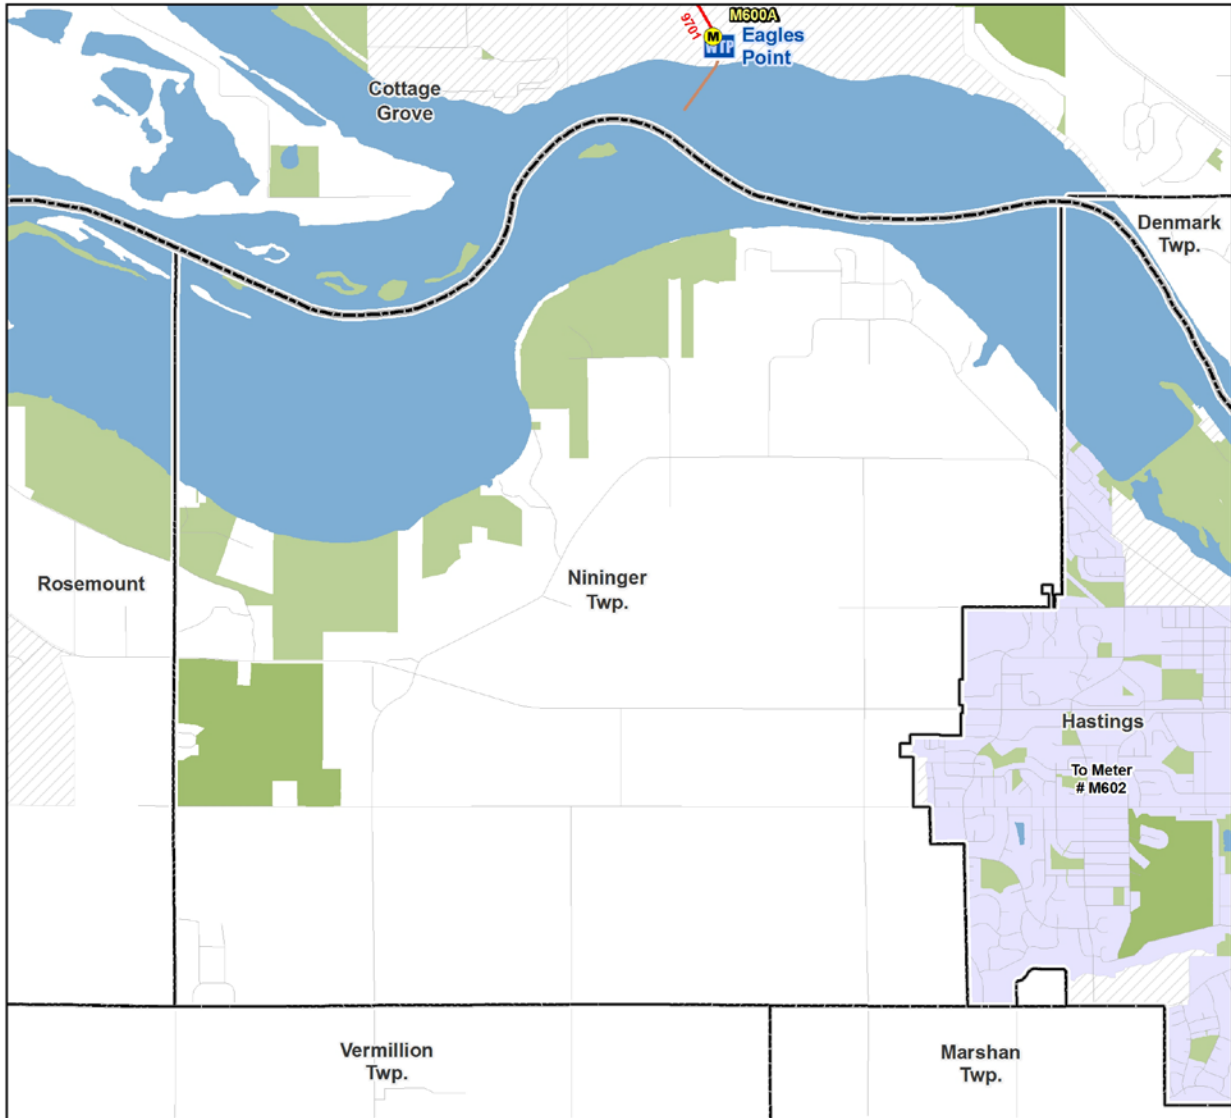 M600A
9701
M
WTP
Eagles
Point
Cottage
Grove
Denmark
Twp.
Rosemount
Nininger
Twp.
Hastings
To Meter
# M602
Vermillion
Twp.
Marshan
Twp.